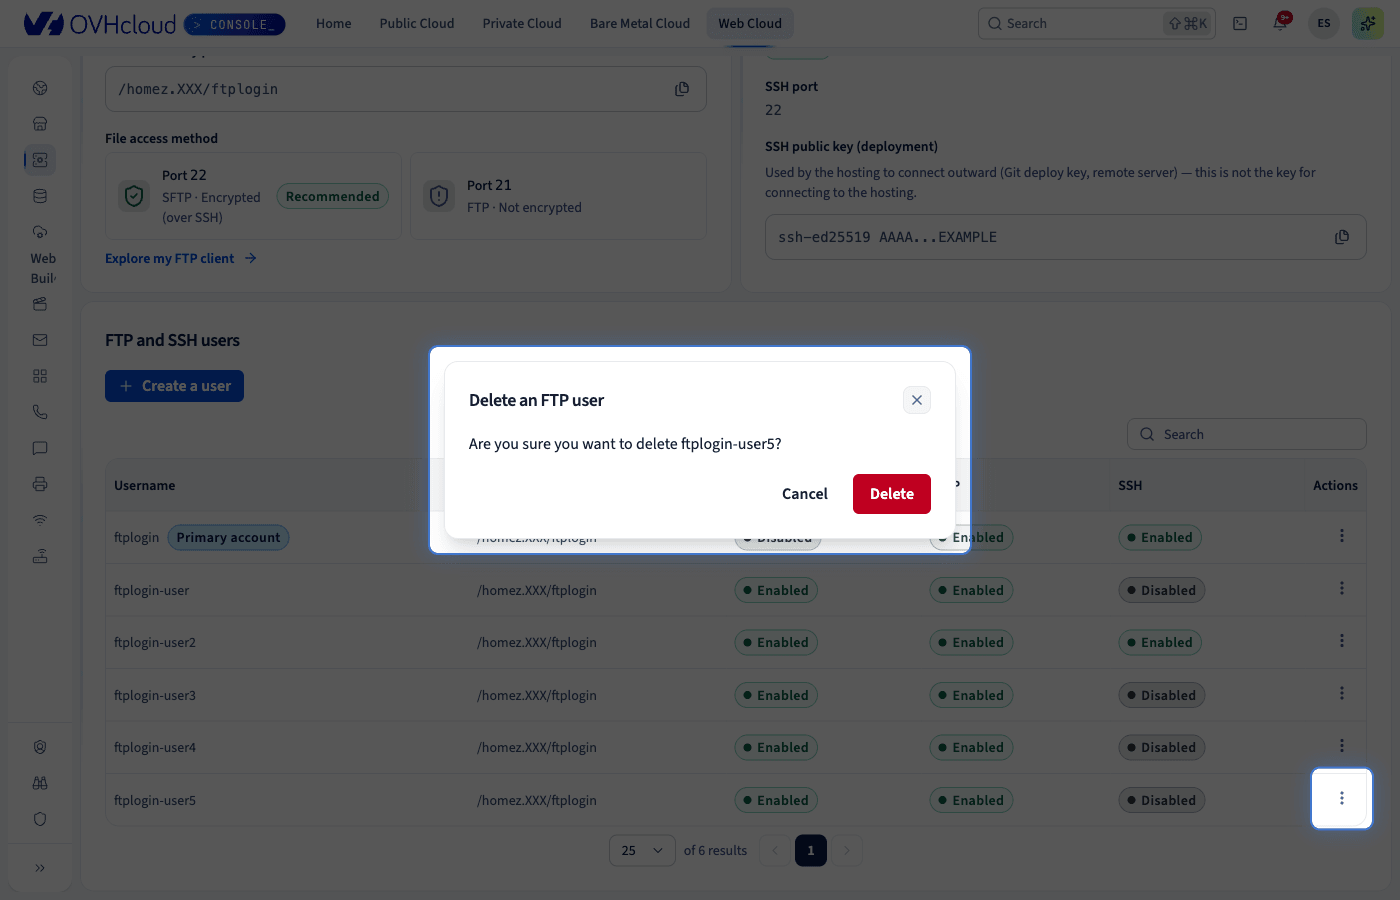 OVHcloud > CONSOLE_ Home Public Cloud Private Cloud Bare Metal Cloud Web Cloud Search ⇧⌘K 9+ ES
/homez.XXX/ftplogin
File access method
Port 22
SFTP · Encrypted
(over SSH)
Recommended
Port 21
FTP · Not encrypted
Explore my FTP client →
SSH port
22
SSH public key (deployment)
Used by the hosting to connect outward (Git deploy key, remote server) — this is not the key for
connecting to the hosting.
ssh-ed25519 AAAA...EXAMPLE
Web
Buil
FTP and SSH users
+ Create a user
Search
Delete an FTP user
Are you sure you want to delete ftplogin-user5?
Cancel Delete
Username P SSH Actions
ftplogin Primary account /homez.XXX/ftplogin Disabled Enabled Enabled
ftplogin-user /homez.XXX/ftplogin Enabled Enabled Disabled
ftplogin-user2 /homez.XXX/ftplogin Enabled Enabled Enabled
ftplogin-user3 /homez.XXX/ftplogin Enabled Enabled Disabled
ftplogin-user4 /homez.XXX/ftplogin Enabled Enabled Disabled
ftplogin-user5 /homez.XXX/ftplogin Enabled Enabled Disabled
25 of 6 results 1